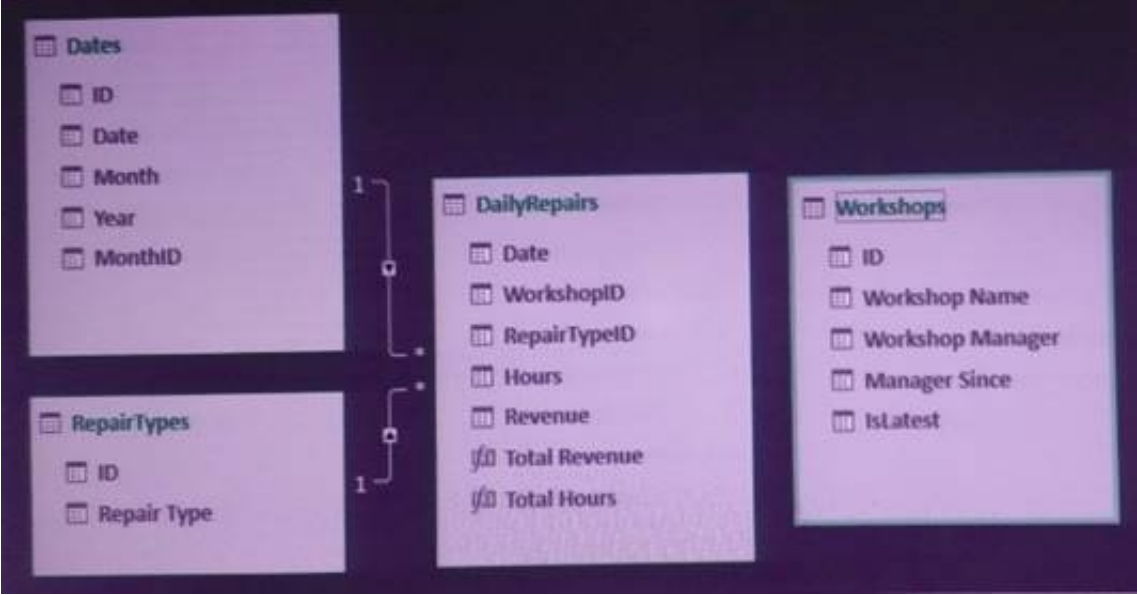 Dates
ID
Date
Month
Year
MonthID
1
*
RepairTypes
ID
Repair Type
1
*
DailyRepairs
Date
WorkshopID
RepairTypeID
Hours
Revenue
Total Revenue
Total Hours
Workshops
ID
Workshop Name
Workshop Manager
Manager Since
IsLatest